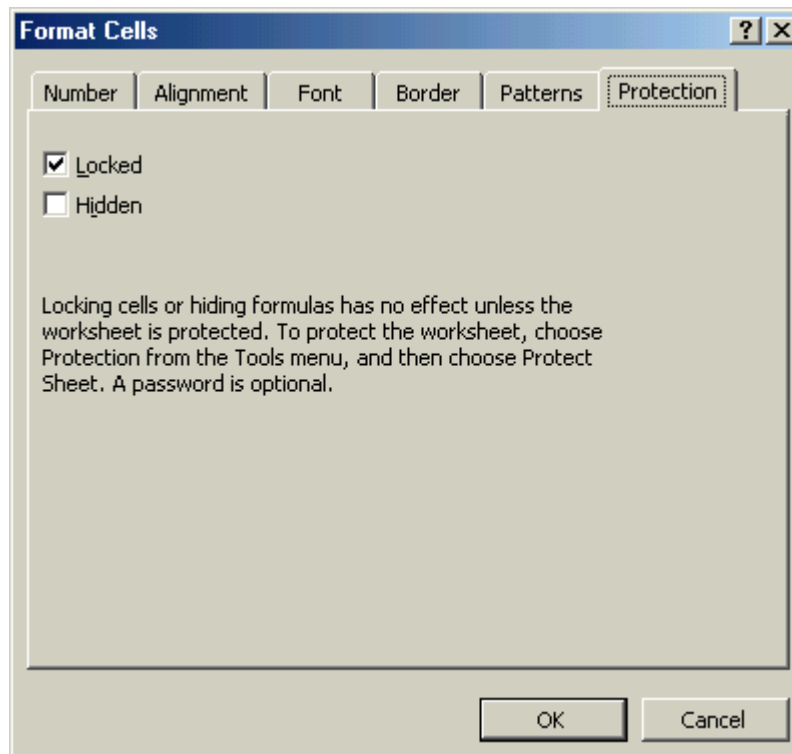 Format Cells
Number Alignment Font Border Patterns Protection
Locked
Hidden
Locking cells or hiding formulas has no effect unless the
worksheet is protected. To protect the worksheet, choose
Protection from the Tools menu, and then choose Protect
Sheet. A password is optional.
OK Cancel